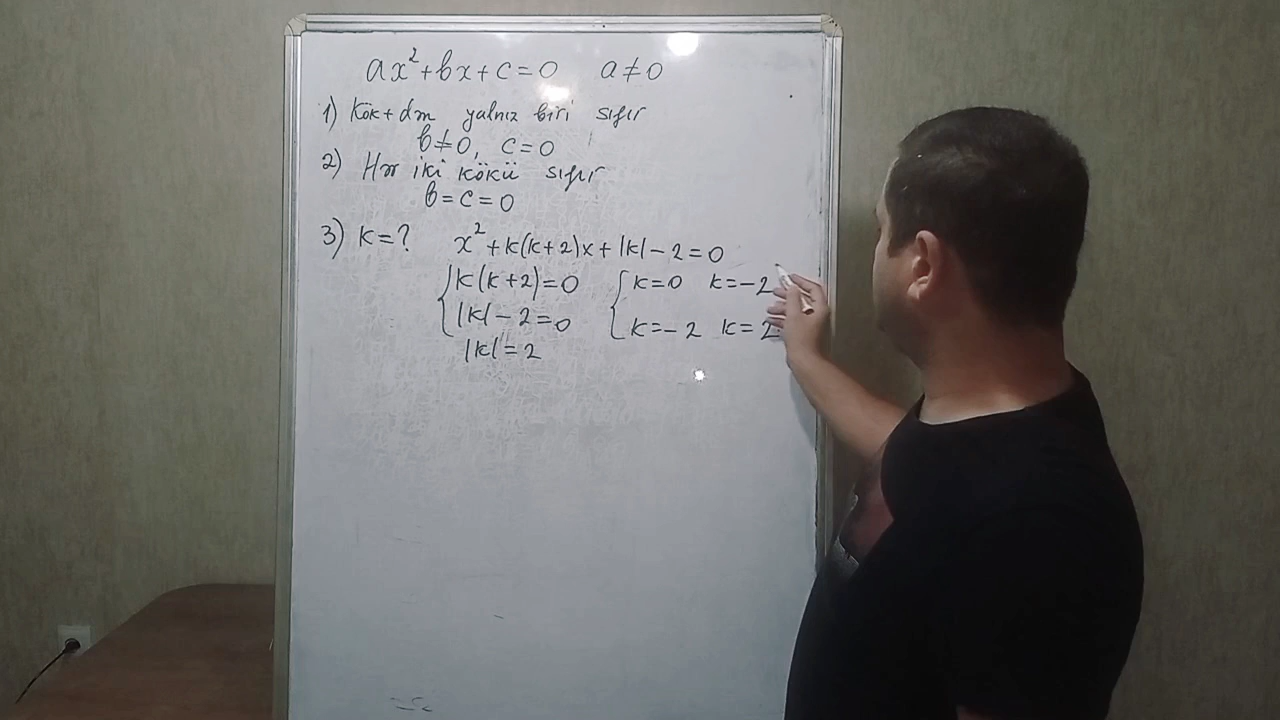 ax²+bx+c=0 a≠0
1) Kök+dən yalnız biri sıfır
b≠0, c=0
2) Hər iki kökü sıfır
b=c=0
3) k=? x²+k(k+2)x+|k|-2=0
{k(k+2)=0 {k=0 k=-2
|k|-2=0 k=-2 k=2
|k|=2